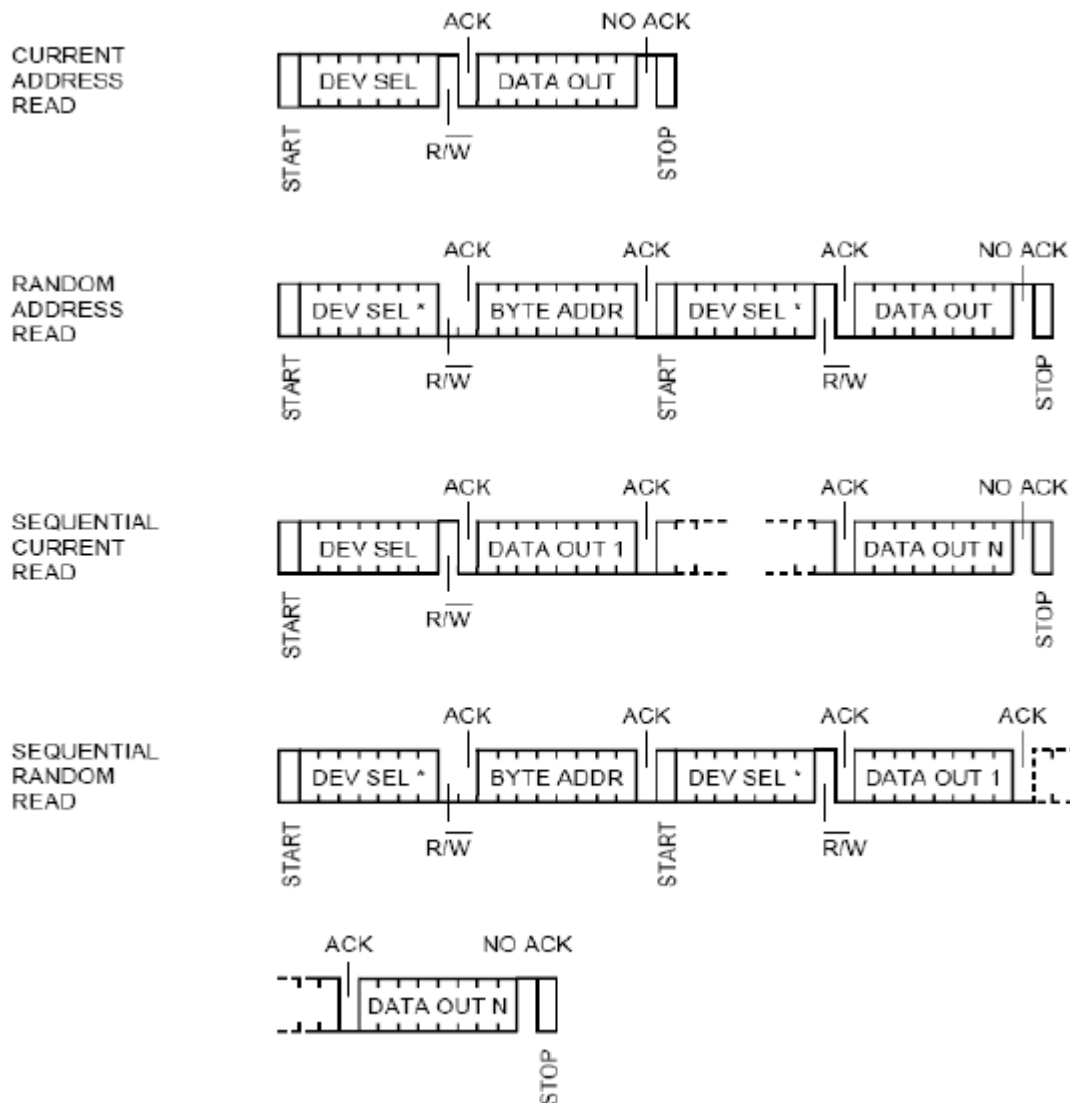 ACK NO ACK
CURRENT
ADDRESS
READ
DEV SEL DATA OUT
START R/W̅ STOP
ACK ACK ACK NO ACK
RANDOM
ADDRESS
READ
DEV SEL * BYTE ADDR DEV SEL * DATA OUT
START R/W̅ START R̅/W STOP
ACK ACK ACK NO ACK
SEQUENTIAL
CURRENT
READ
DEV SEL DATA OUT 1 DATA OUT N
START R/W̅ STOP
ACK ACK ACK ACK
SEQUENTIAL
RANDOM
READ
DEV SEL * BYTE ADDR DEV SEL * DATA OUT 1
START R/W̅ START R̅/W
ACK NO ACK
DATA OUT N
STOP